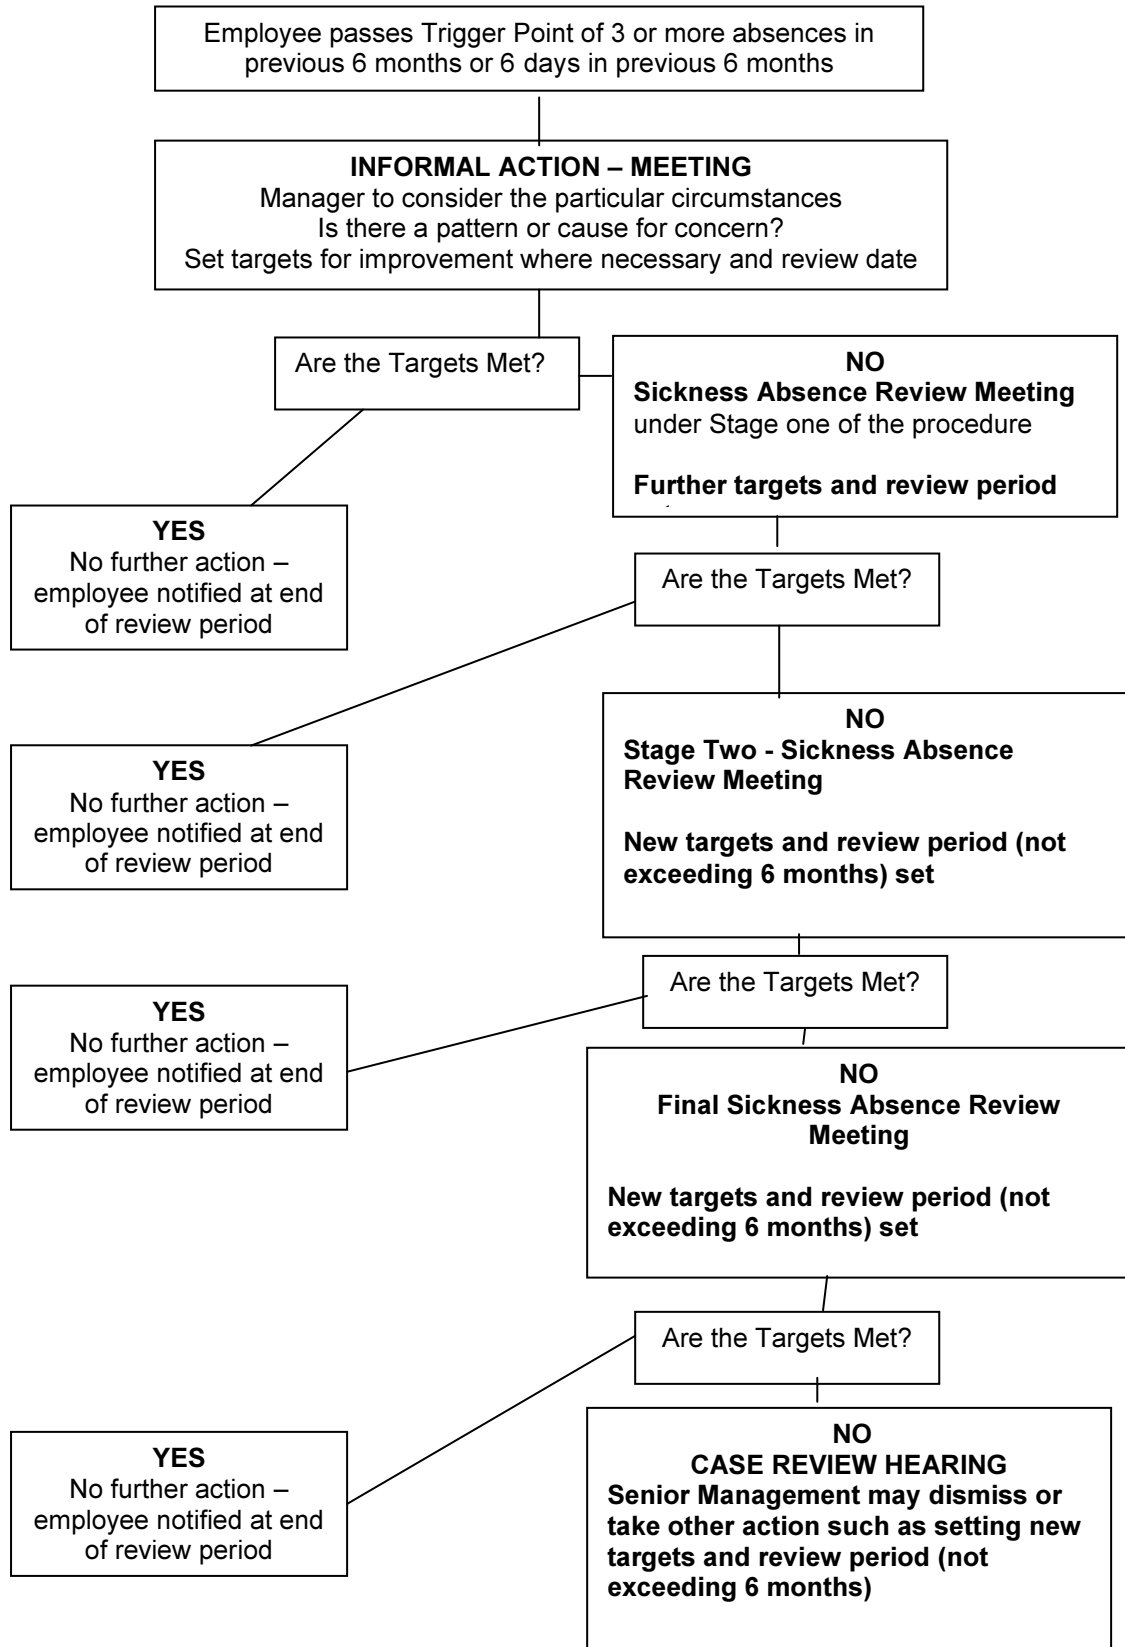 Employee passes Trigger Point of 3 or more absences in
previous 6 months or 6 days in previous 6 months
INFORMAL ACTION – MEETING
Manager to consider the particular circumstances
Is there a pattern or cause for concern?
Set targets for improvement where necessary and review date
Are the Targets Met?
NO
Sickness Absence Review Meeting
under Stage one of the procedure
Further targets and review period
YES
No further action –
employee notified at end
of review period
Are the Targets Met?
NO
Stage Two - Sickness Absence
Review Meeting
New targets and review period (not
exceeding 6 months) set
YES
No further action –
employee notified at end
of review period
Are the Targets Met?
YES
No further action –
employee notified at end
of review period
NO
Final Sickness Absence Review
Meeting
New targets and review period (not
exceeding 6 months) set
Are the Targets Met?
YES
No further action –
employee notified at end
of review period
NO
CASE REVIEW HEARING
Senior Management may dismiss or
take other action such as setting new
targets and review period (not
exceeding 6 months)